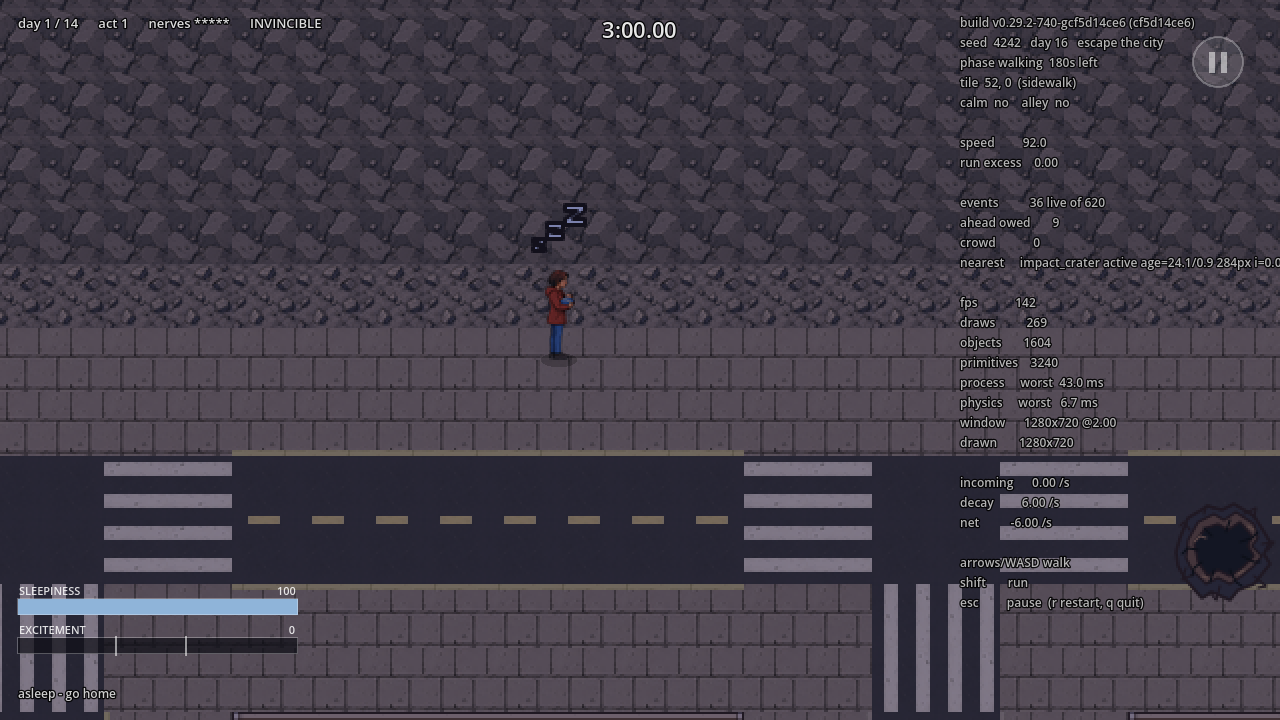 day 1 / 14 act 1 nerves ***** INVINCIBLE
3:00.00
build v0.29.2-740-gcf5d14ce6 (cf5d14ce6)
seed 4242 day 16 escape the city
phase walking 180s left
tile 52, 0 (sidewalk)
calm no alley no
speed 92.0
run excess 0.00
events 36 live of 620
ahead owed 9
crowd 0
nearest impact_crater active age=24.1/0.9 284px i=0.0
fps 142
draws 269
objects 1604
primitives 3240
process worst 43.0 ms
physics worst 6.7 ms
window 1280x720 @2.00
drawn 1280x720
incoming 0.00 /s
decay 6.00 /s
net -6.00 /s
arrows/WASD walk
shift run
esc pause (r restart, q quit)
SLEEPINESS 100
EXCITEMENT 0
asleep - go home